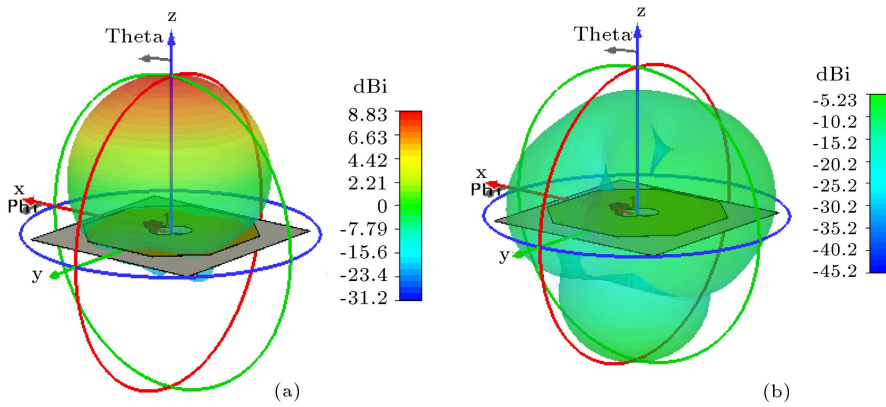 z
Theta
dBi
8.83
6.63
4.42
2.21
0
-7.79
-15.6
-23.4
-31.2
x
Phi
y
1
(a)
z
Theta
dBi
-5.23
-10.2
-15.2
-20.2
-25.2
-30.2
-35.2
-40.2
-45.2
x
Phi
y
1
(b)